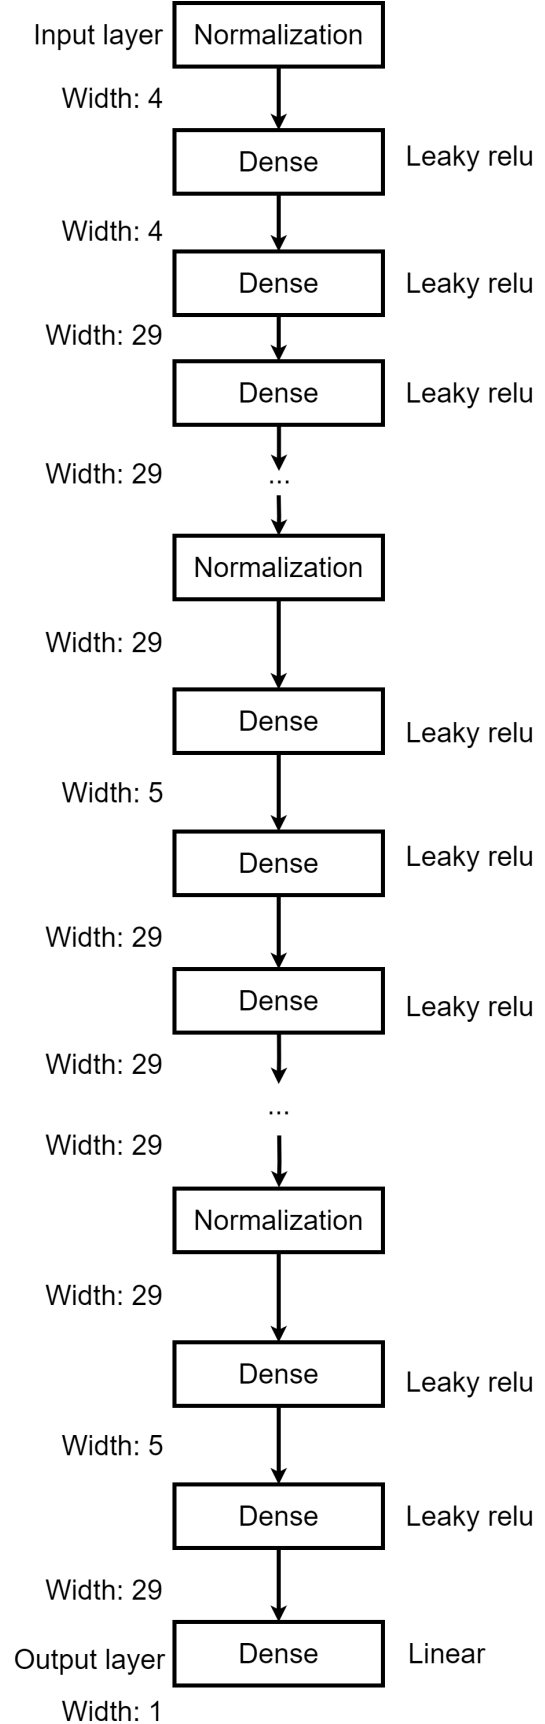 Input layer
Normalization
Width: 4
Dense
Leaky relu
Width: 4
Dense
Leaky relu
Width: 29
Dense
Leaky relu
Width: 29
...
Normalization
Width: 29
Dense
Leaky relu
Width: 5
Dense
Leaky relu
Width: 29
Dense
Leaky relu
Width: 29
...
Width: 29
Normalization
Width: 29
Dense
Leaky relu
Width: 5
Dense
Leaky relu
Width: 29
Output layer
Dense
Linear
Width: 1